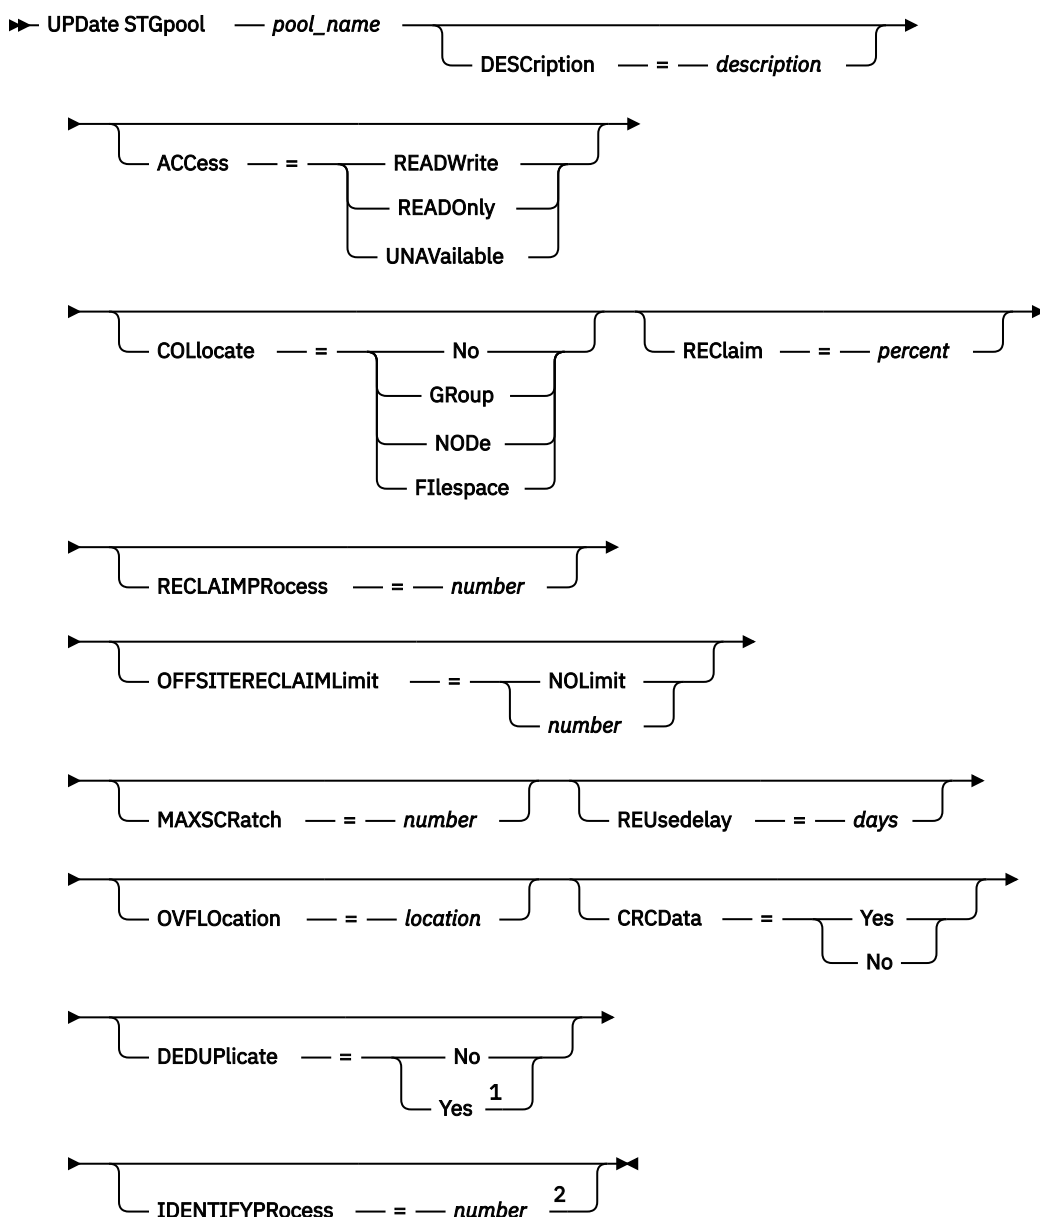 UPDate STGpool pool_name
DESCription = description
ACCess = READWrite
READOnly
UNAVailable
COLlocate = No
GRoup
NODe
FIlespace
REClaim = percent
RECLAIMPRocess = number
OFFSITERECLAIMLimit = NOLimit
number
MAXSCRatch = number
REUsedelay = days
OVFLOcation = location
CRCData = Yes
No
DEDUPlicate = No
Yes 1
IDENTIFYPRocess = number 2